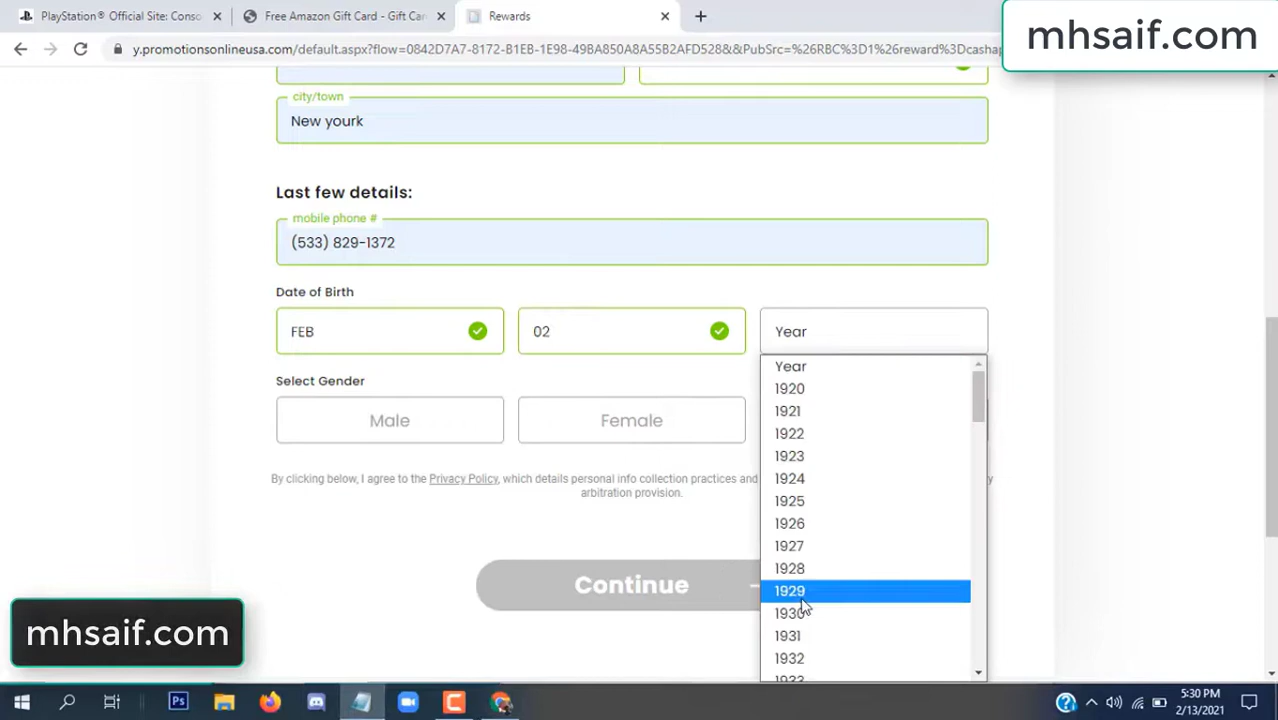 PlayStation® Official Site: Conso
Free Amazon Gift Card - Gift Car
Rewards
mhsaif.com
y.promotionsonlineusa.com/default.aspx?flow=0842D7A7-8172-B1EB-1E98-49BA850A8A55B2AFD528&&PubSrc=%26RBC%3D1%26reward%3Dcashap
city/town
New yourk
Last few details:
mobile phone #
(533) 829-1372
Date of Birth
FEB
02
Year
Year
1920
Select Gender
1921
Male
Female
1922
1923
1924
By clicking below, I agree to the Privacy Policy, which details personal info collection practices and
arbitration provision.
1925
1926
1927
1928
Continue
1929
1930
1931
mhsaif.com
1932
1933
Ps
5:30 PM
2/13/2021